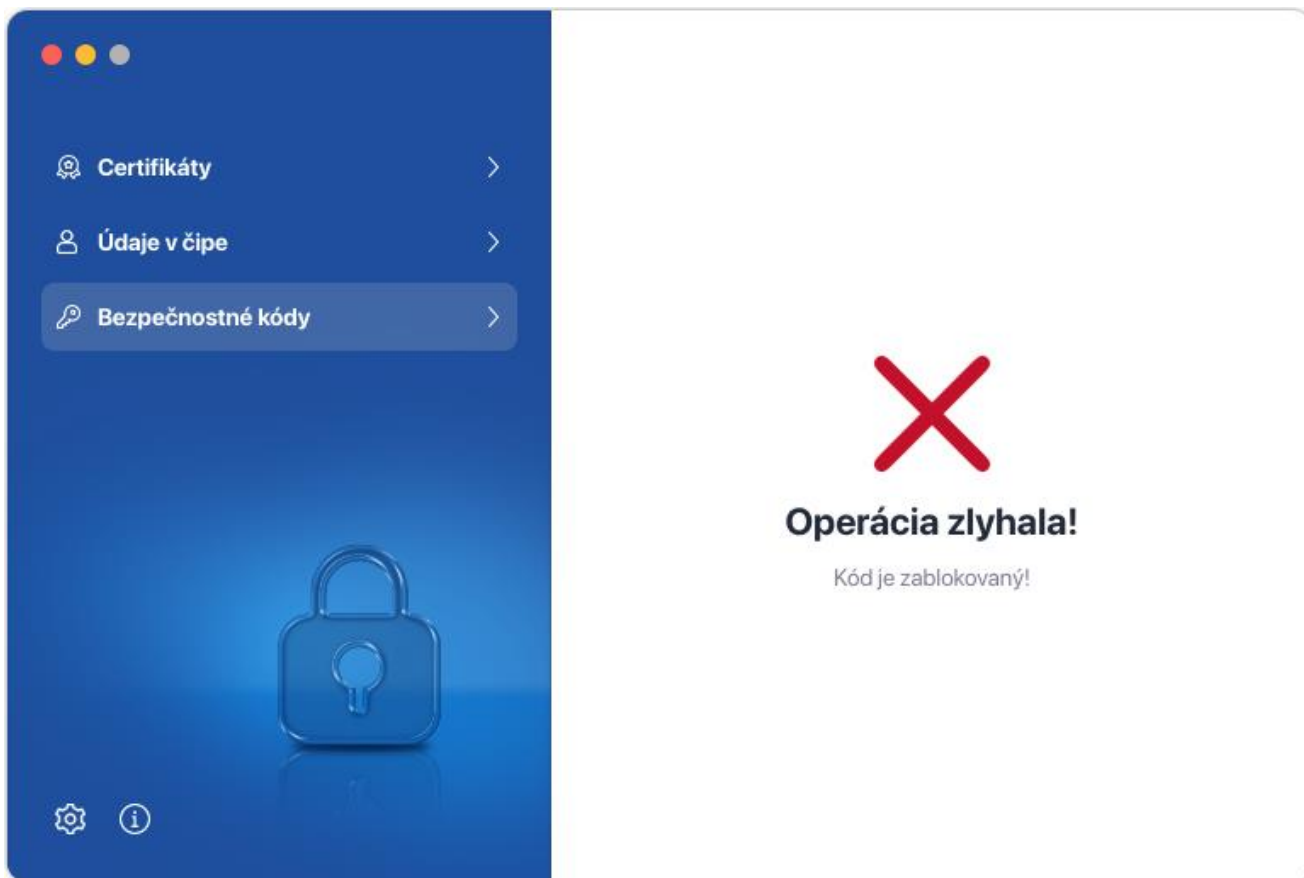 Certifikáty
Údaje v čipe
Bezpečnostné kódy
Operácia zlyhala!
Kód je zablokovaný!